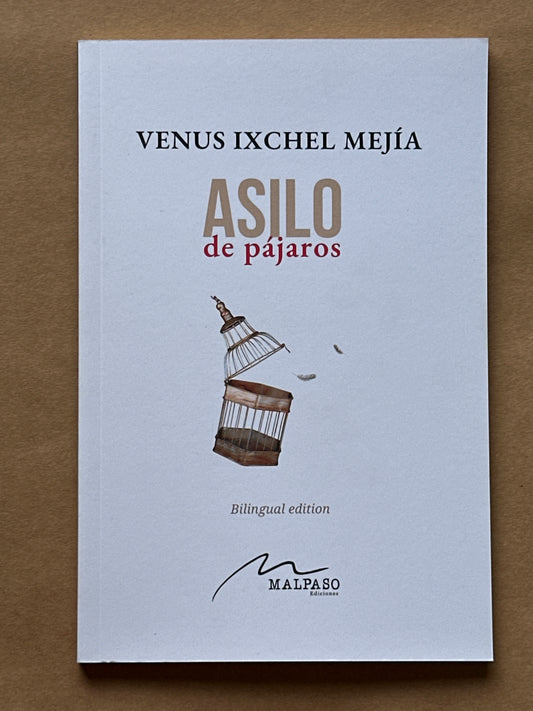 VENUS IXCHEL MEJÍA
ASILO
de pájaros
Bilingual edition
MALPASO
Ediciones